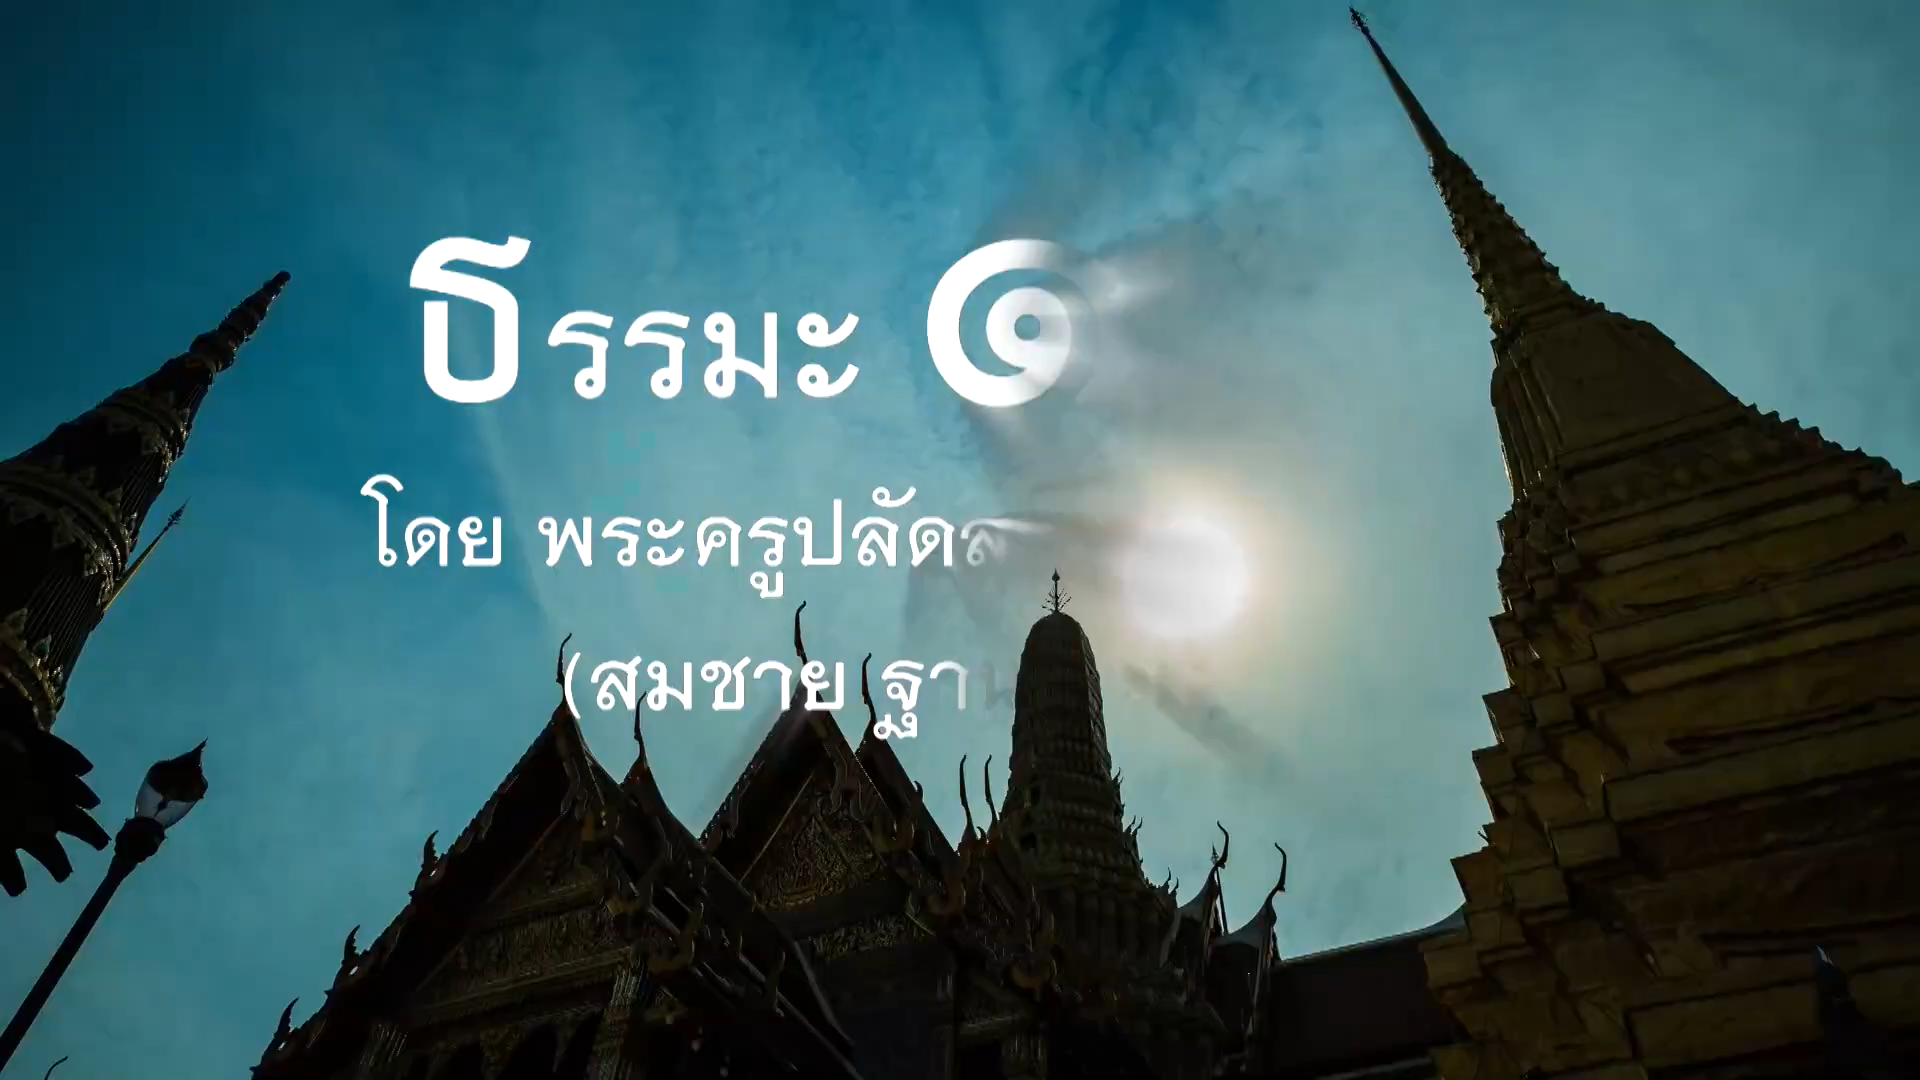 ธรรมะ ๑
โดย พระครูปลัด
(สมชาย